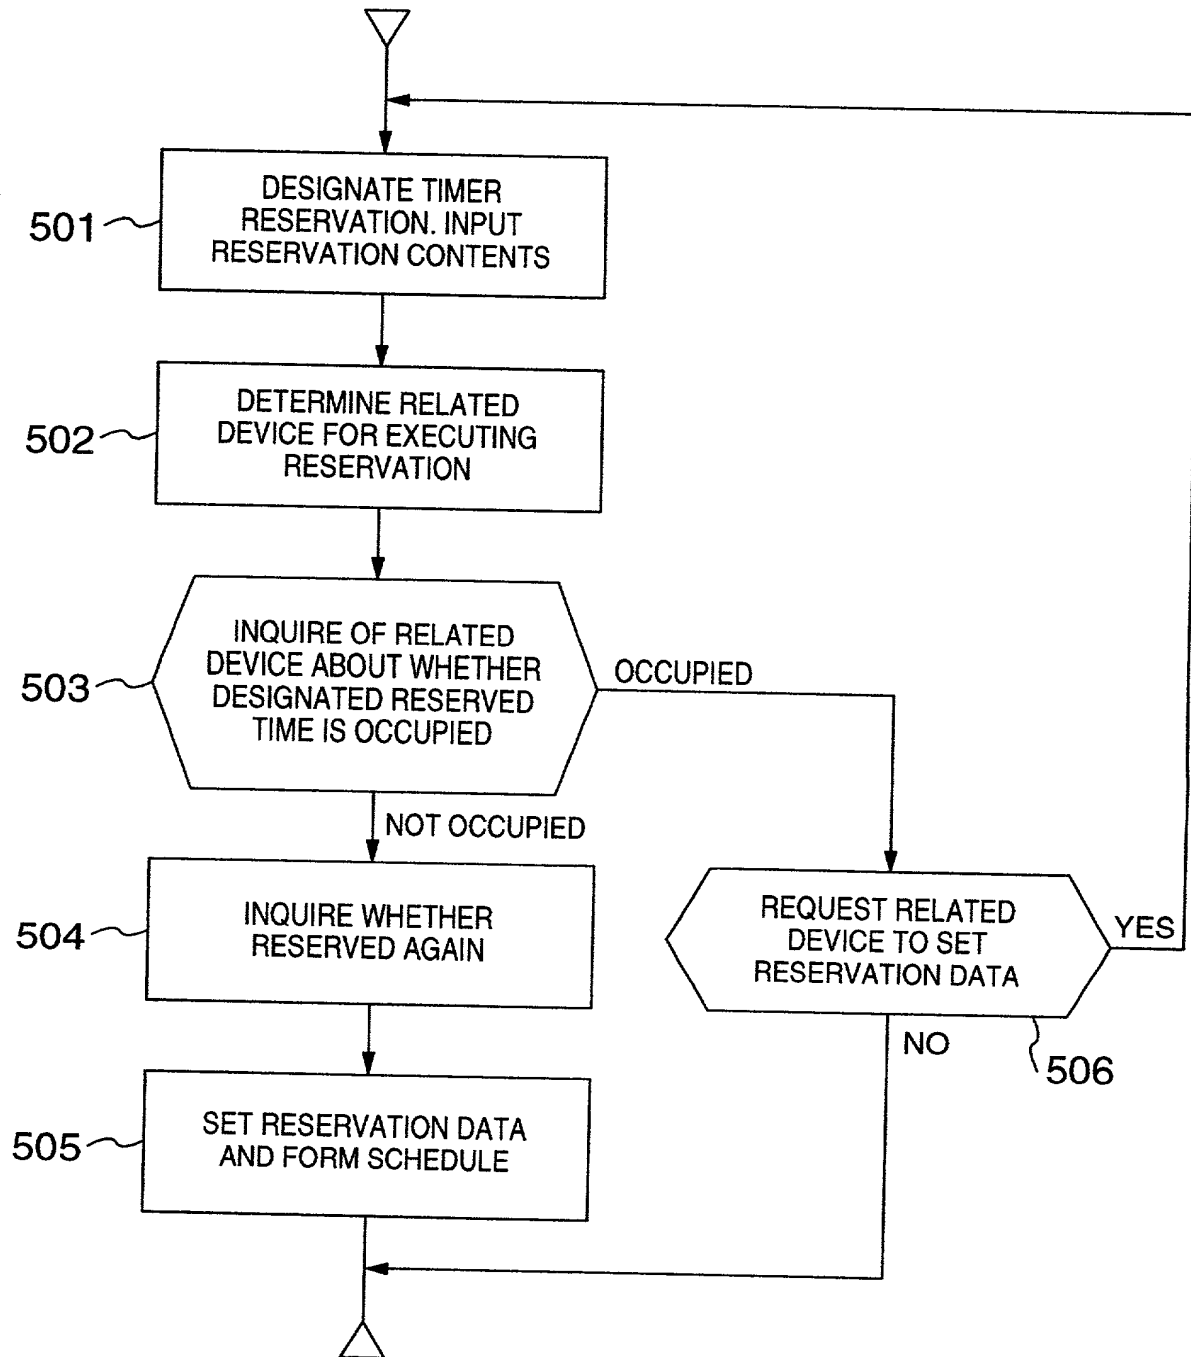 DESIGNATE TIMER
RESERVATION. INPUT
RESERVATION CONTENTS
501
DETERMINE RELATED
DEVICE FOR EXECUTING
RESERVATION
502
INQUIRE OF RELATED
DEVICE ABOUT WHETHER
DESIGNATED RESERVED
TIME IS OCCUPIED
503
OCCUPIED
NOT OCCUPIED
INQUIRE WHETHER
RESERVED AGAIN
504
REQUEST RELATED
DEVICE TO SET
RESERVATION DATA
YES
NO
506
SET RESERVATION DATA
AND FORM SCHEDULE
505